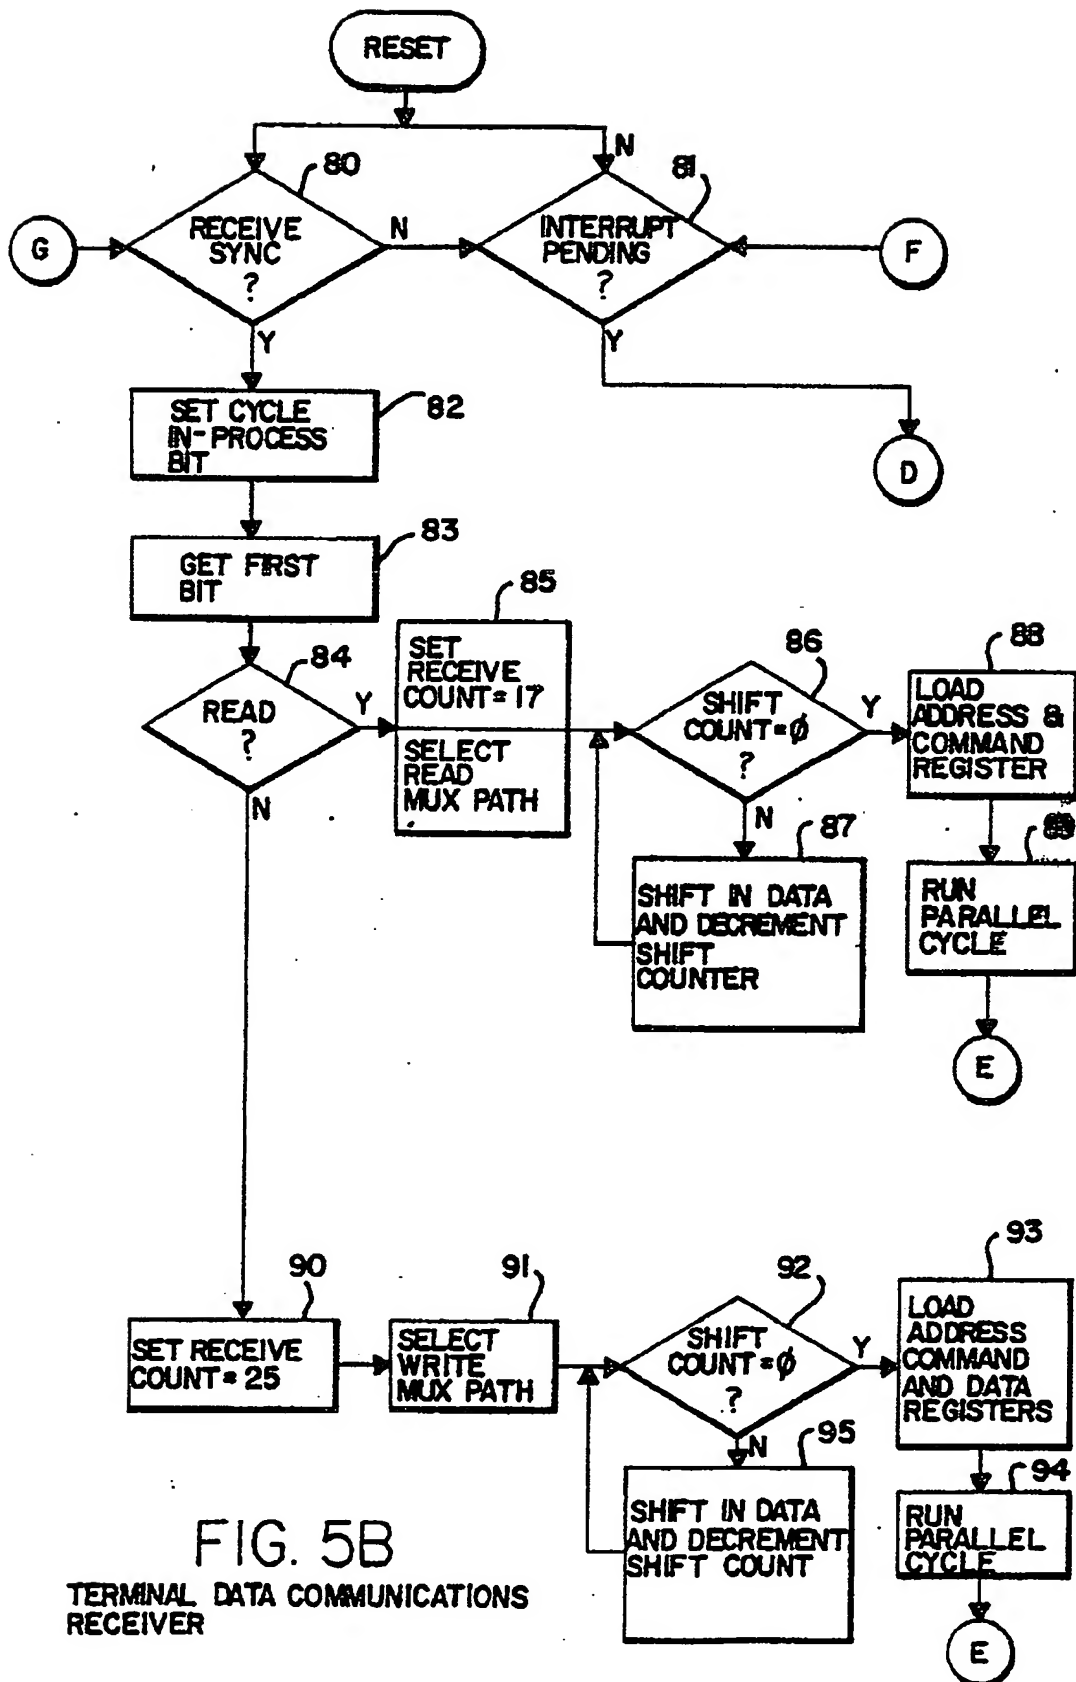 RESET
N
80
81
G
RECEIVE
SYNC
?
N
INTERRUPT
PENDING
?
F
Y
Y
SET CYCLE
IN-PROCESS
BIT
82
D
GET FIRST
BIT
83
READ
?
84
Y
N
85
SET
RECEIVE
COUNT=17
SELECT
READ
MUX PATH
86
SHIFT
COUNT=Ø
?
Y
N
88
LOAD
ADDRESS &
COMMAND
REGISTER
87
SHIFT IN DATA
AND DECREMENT
SHIFT
COUNTER
89
RUN
PARALLEL
CYCLE
E
90
SET RECEIVE
COUNT=25
91
SELECT
WRITE
MUX PATH
92
SHIFT
COUNT=Ø
?
Y
N
93
LOAD
ADDRESS
COMMAND
AND DATA
REGISTERS
95
SHIFT IN DATA
AND DECREMENT
SHIFT COUNT
94
RUN
PARALLEL
CYCLE
E
FIG. 5B
TERMINAL DATA COMMUNICATIONS
RECEIVER